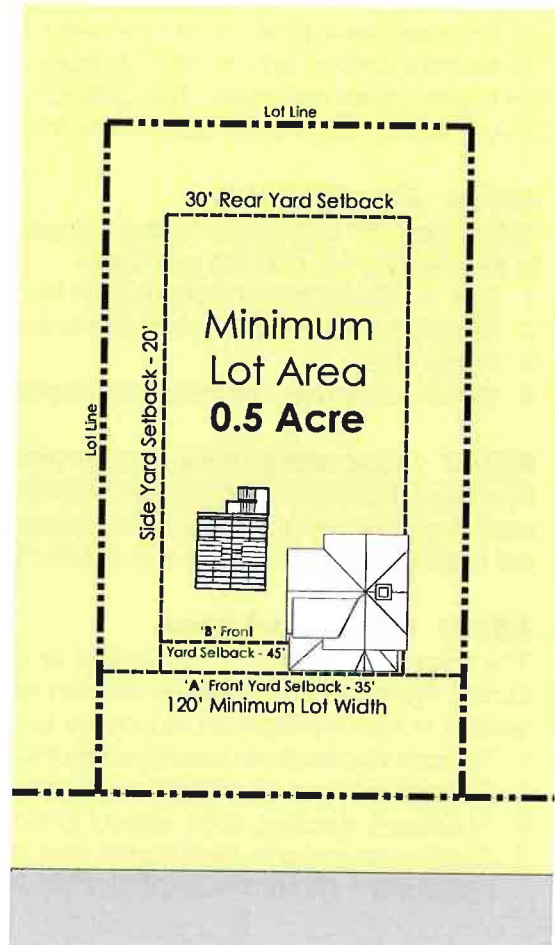 Lot Line
30' Rear Yard Setback
Minimum
Lot Area
0.5 Acre
Side Yard Setback - 20'
Lot Line
'B' Front
Yard Setback - 45'
'A' Front Yard Setback - 35'
120' Minimum Lot Width